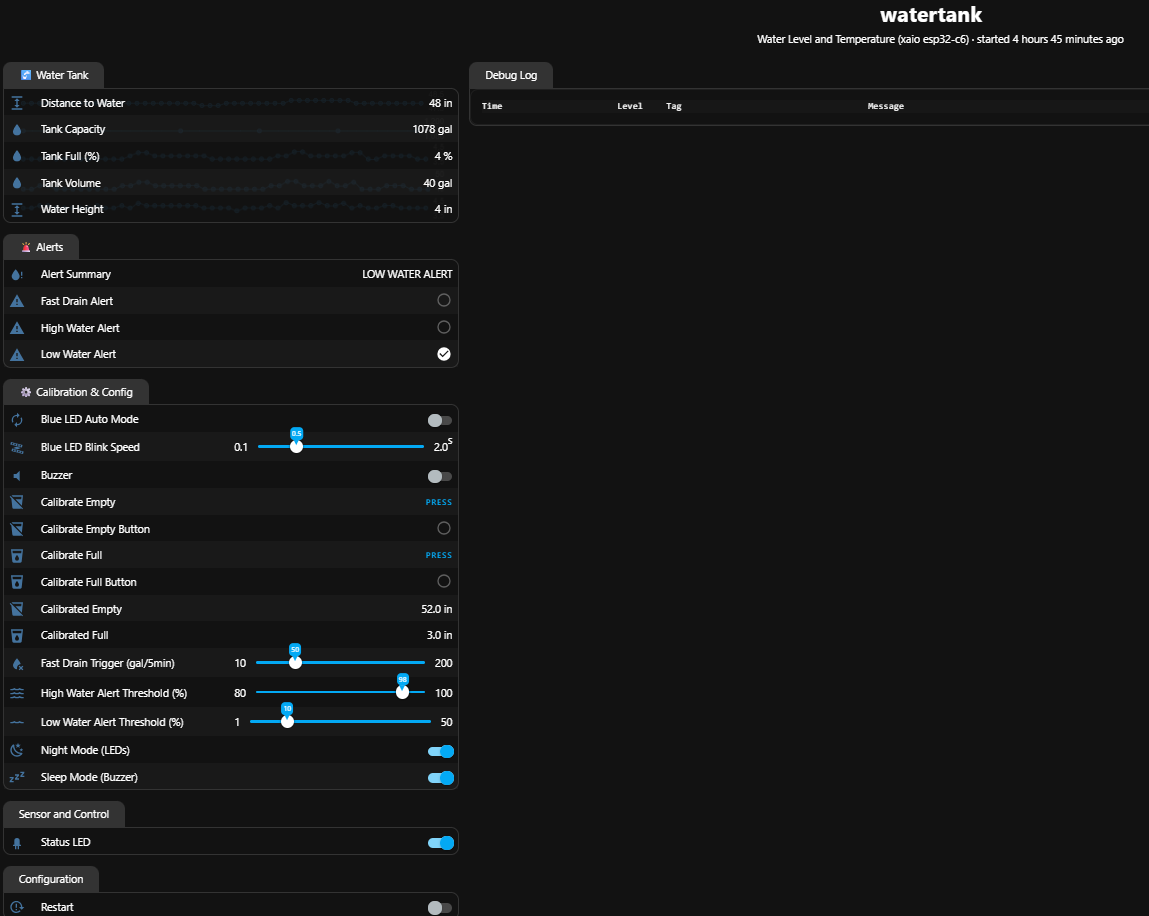 watertank
Water Level and Temperature (xaio esp32-c6) · started 4 hours 45 minutes ago
Water Tank
Distance to Water 48 in
Tank Capacity 1078 gal
Tank Full (%) 4 %
Tank Volume 40 gal
Water Height 4 in
Alerts
Alert Summary LOW WATER ALERT
Fast Drain Alert
High Water Alert
Low Water Alert
Calibration & Config
Blue LED Auto Mode
Blue LED Blink Speed 0.1 0.5 2.0 s
Buzzer
Calibrate Empty PRESS
Calibrate Empty Button
Calibrate Full PRESS
Calibrate Full Button
Calibrated Empty 52.0 in
Calibrated Full 3.0 in
Fast Drain Trigger (gal/5min) 10 50 200
High Water Alert Threshold (%) 80 98 100
Low Water Alert Threshold (%) 1 10 50
Night Mode (LEDs)
Sleep Mode (Buzzer)
Sensor and Control
Status LED
Configuration
Restart
Debug Log
Time Level Tag Message